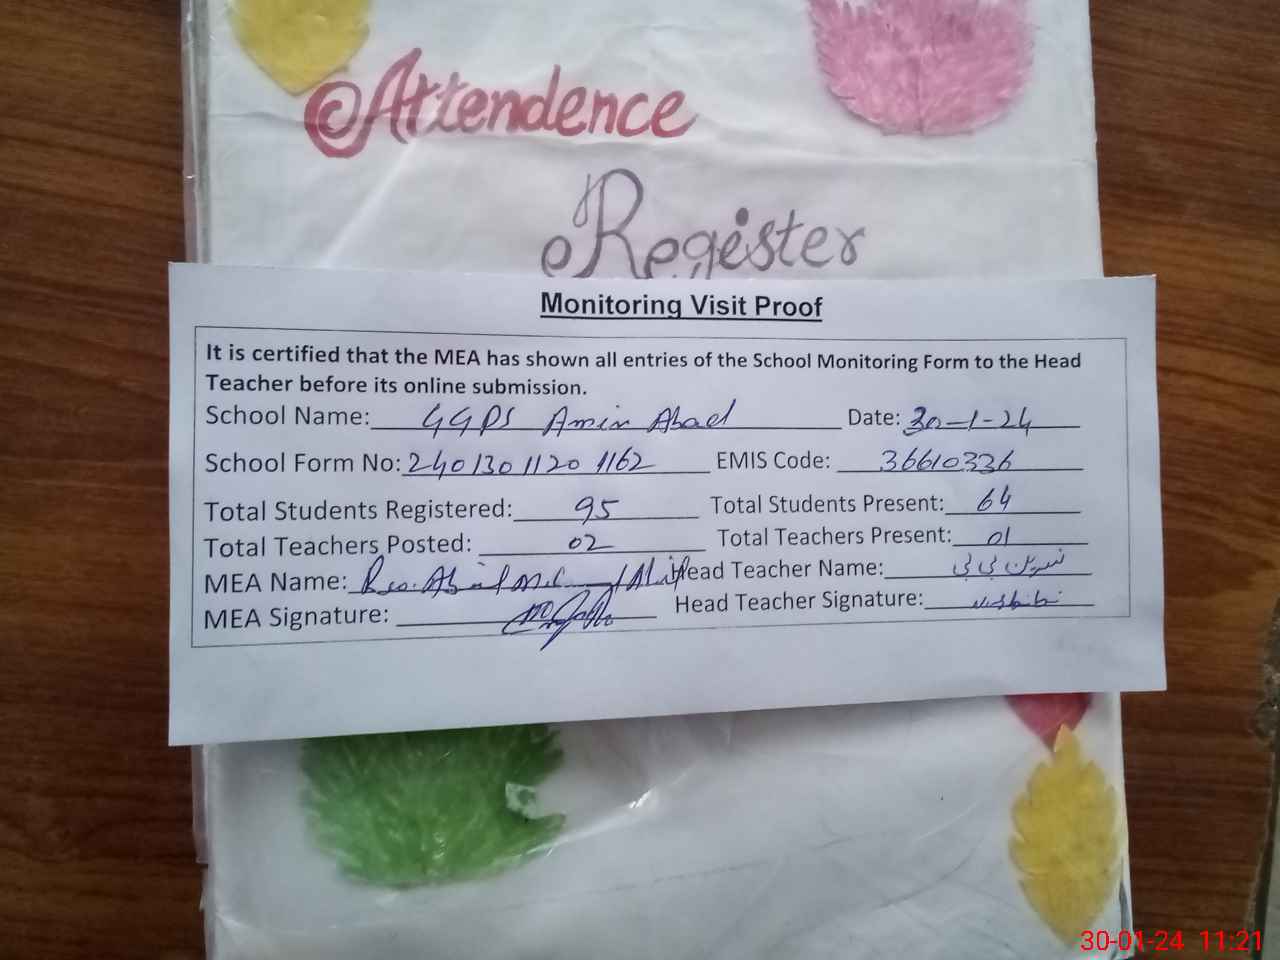 Attendence
Register
Monitoring Visit Proof
It is certified that the MEA has shown all entries of the School Monitoring Form to the Head
Teacher before its online submission.
School Name: GGPS Amin Abad Date: 30-1-24
School Form No: 24013011201162 EMIS Code: 36610336
Total Students Registered: 95 Total Students Present: 64
Total Teachers Posted: 02 Total Teachers Present: 01
MEA Name: Head Teacher Name: نسرین بی بی
MEA Signature: Head Teacher Signature:
30-01-24 11:21